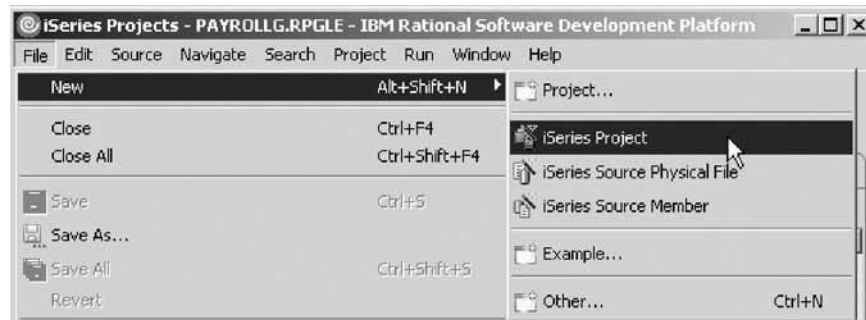 iSeries Projects - PAYROLLG.RPGLE - IBM Rational Software Development Platform
File Edit Source Navigate Search Project Run Window Help
New Alt+Shift+N
Close Ctrl+F4
Close All Ctrl+Shift+F4
Save Ctrl+S
Save As...
Save All Ctrl+Shift+S
Revert
Project...
iSeries Project
iSeries Source Physical File
iSeries Source Member
Example...
Other... Ctrl+N